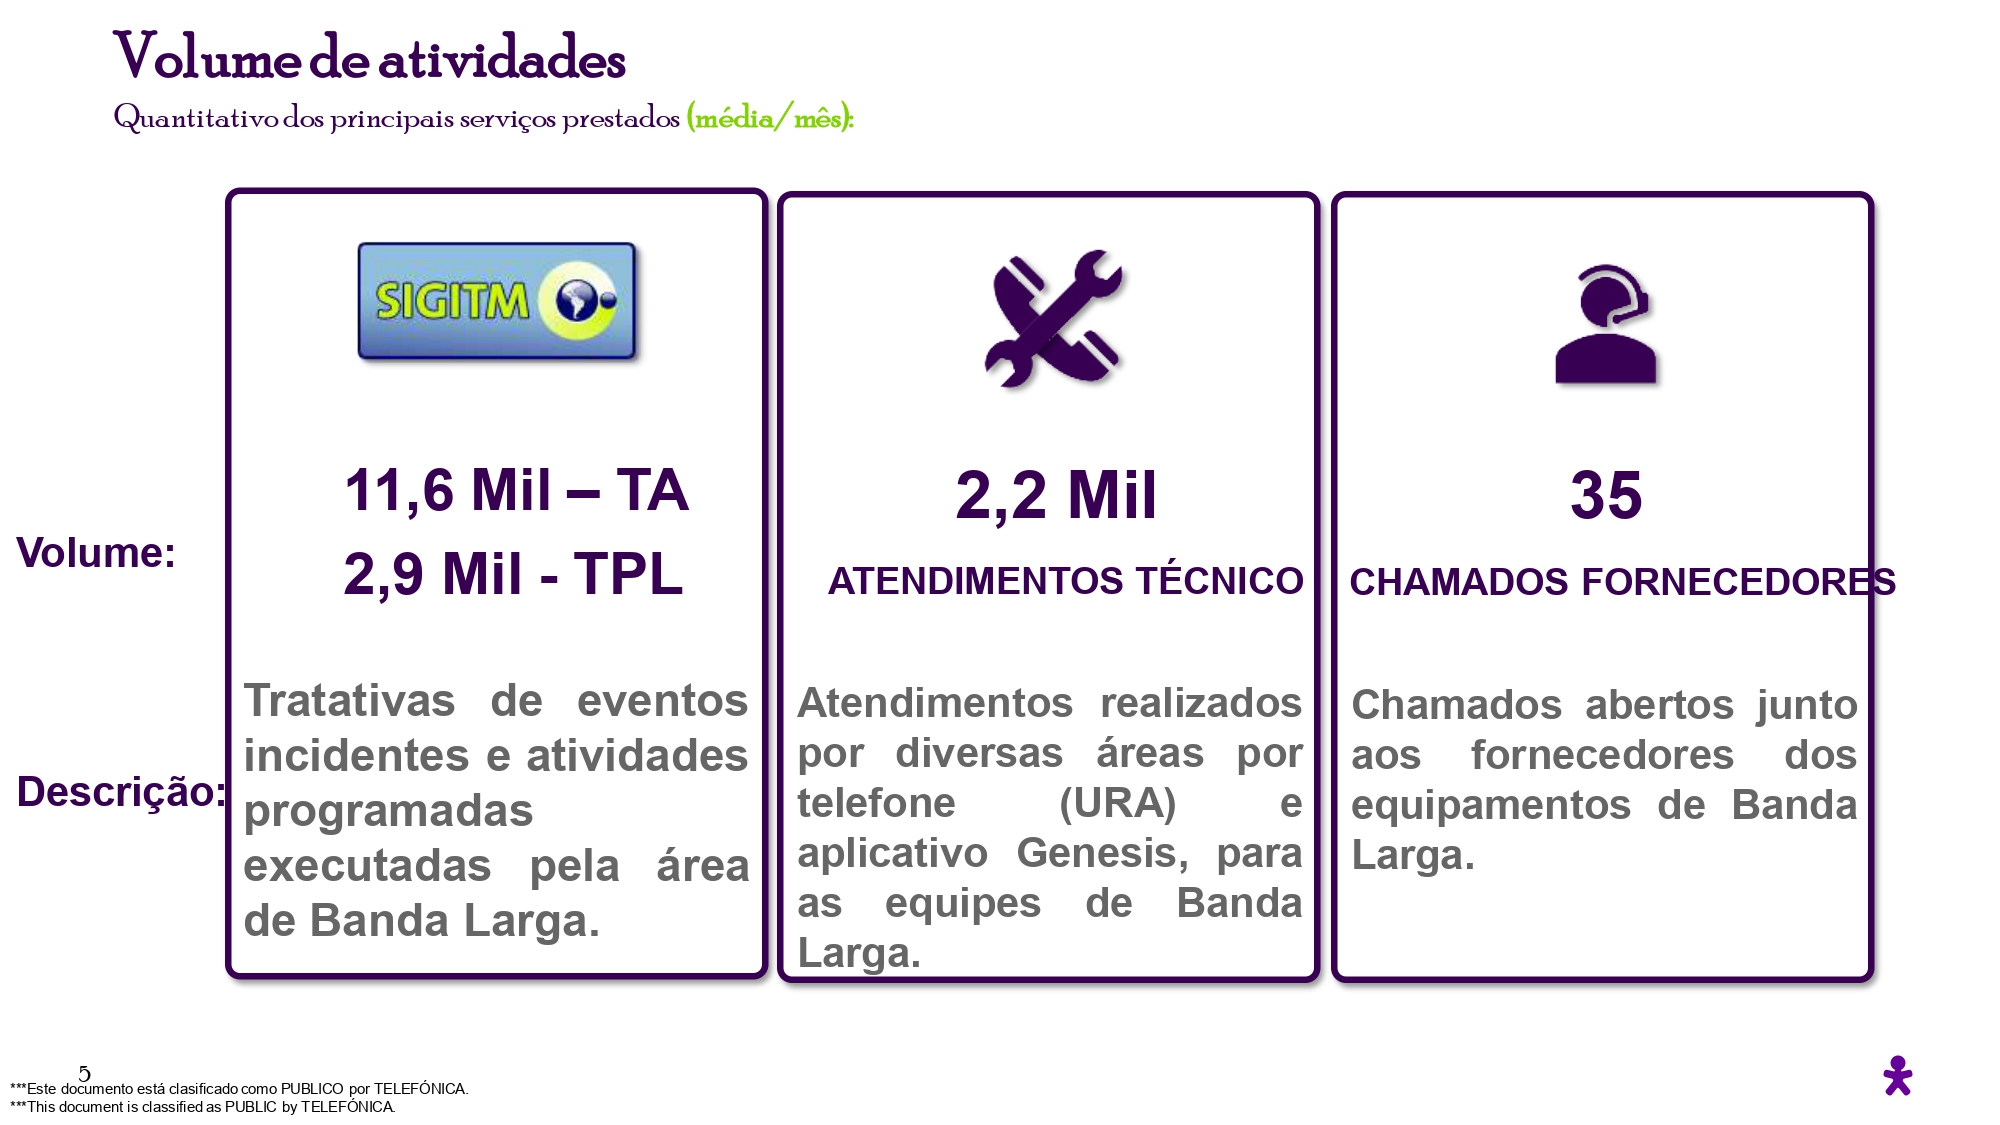 Volume de atividades
Quantitativo dos principais serviços prestados (média/mês):
SIGITM
Volume:
11,6 Mil – TA
2,9 Mil - TPL
2,2 Mil
ATENDIMENTOS TÉCNICO
35
CHAMADOS FORNECEDORES
Descrição:
Tratativas de eventos
incidentes e atividades
programadas
executadas pela área
de Banda Larga.
Atendimentos realizados
por diversas áreas por
telefone (URA) e
aplicativo Genesis, para
as equipes de Banda
Larga.
Chamados abertos junto
aos fornecedores dos
equipamentos de Banda
Larga.
5
***Este documento está clasificado como PUBLICO por TELEFÓNICA.
***This document is classified as PUBLIC by TELEFÓNICA.